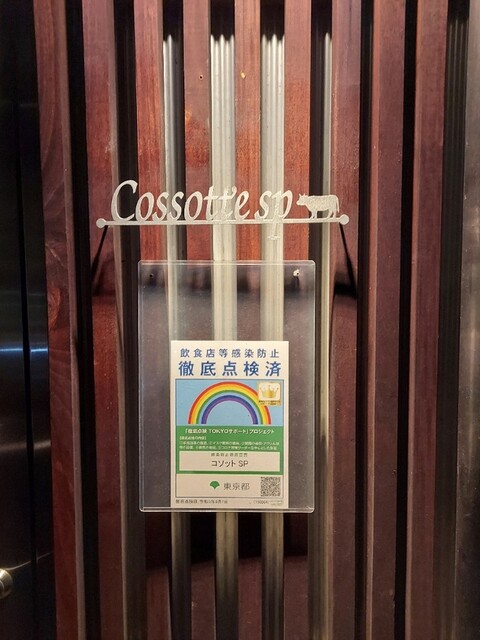 Cossott'e sp
飲食店等感染防止
徹底点検済
「徹底点検 TOKYOサポート」プロジェクト
コソット SP
東京都